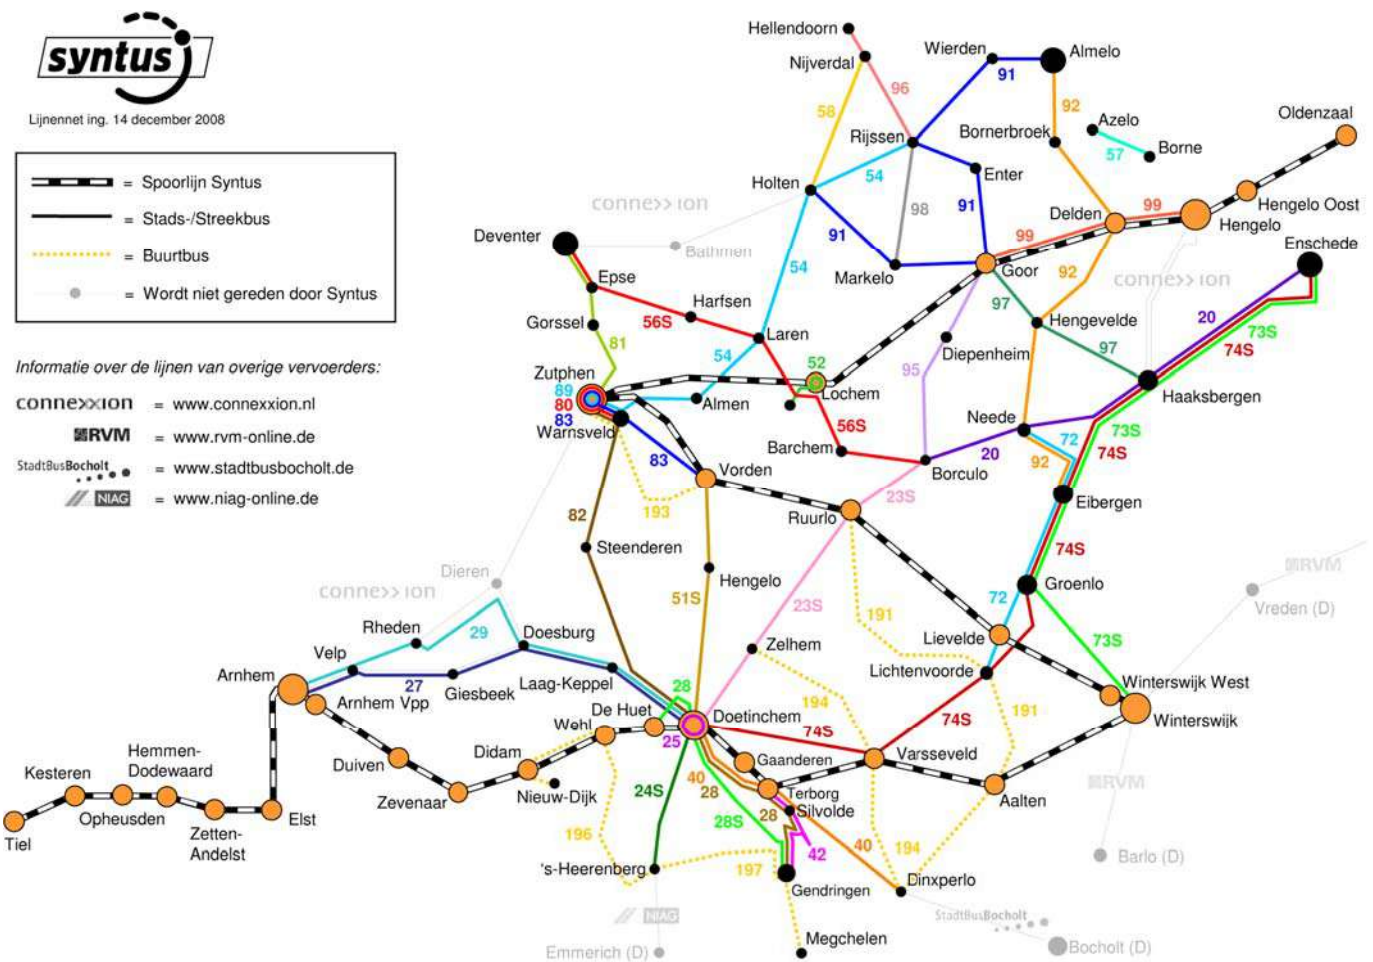 syntus
Lijnennet ing. 14 december 2008
= Spoorlijn Syntus
= Stads-/Streekbus
= Buurtbus
= Wordt niet gereden door Syntus
Informatie over de lijnen van overige vervoerders:
connexxion = www.connexxion.nl
RVM = www.rvm-online.de
StadtBusBocholt = www.stadtbusbocholt.de
NIAG = www.niag-online.de
Hellendoorn
Nijverdal
Wierden
Almelo
91
96
58
92
Oldenzaal
Azelo
57
Borne
Rijssen
Bornerbroek
Enter
Holten
54
98
91
Hengelo Oost
connexxion
Delden
99
Hengelo
Deventer
Bathmen
91
99
Enschede
Epse
54
Markelo
Goor
92
connexxion
Harfsen
97
20
Gorssel
56S
Laren
Hengevelde
73S
81
54
Diepenheim
97
74S
Zutphen
52
95
89
Lochem
Haaksbergen
80
Almen
83
Warnsveld
56S
Neede
73S
83
Barchem
20
72
74S
Vorden
Borculo
92
193
23S
Eibergen
82
Ruurlo
Steenderen
74S
Dieren
Hengelo
RVM
connexxion
51S
23S
72
Groenlo
Vreden (D)
Rheden
29
Doesburg
191
Lievelde
73S
Velp
Zelhem
Arnhem
27
Giesbeek
Laag-Keppel
Lichtenvoorde
Winterswijk West
Arnhem Vpp
28
194
191
De Huet
Doetinchem
74S
Winterswijk
Wehl
25
74S
Hemmen-
Dodewaard
Didam
Varsseveld
Kesteren
Duiven
Gaanderen
40
Nieuw-Dijk
24S
28
Terborg
Aalten
RVM
Zevenaar
Silvolde
Opheusden
Elst
28S
28
Tiel
Zetten-
Andelst
196
42
40
194
Barlo (D)
's-Heerenberg
197
Gendringen
Dinxperlo
NIAG
StadtBusBocholt
Megchelen
Emmerich (D)
Bocholt (D)